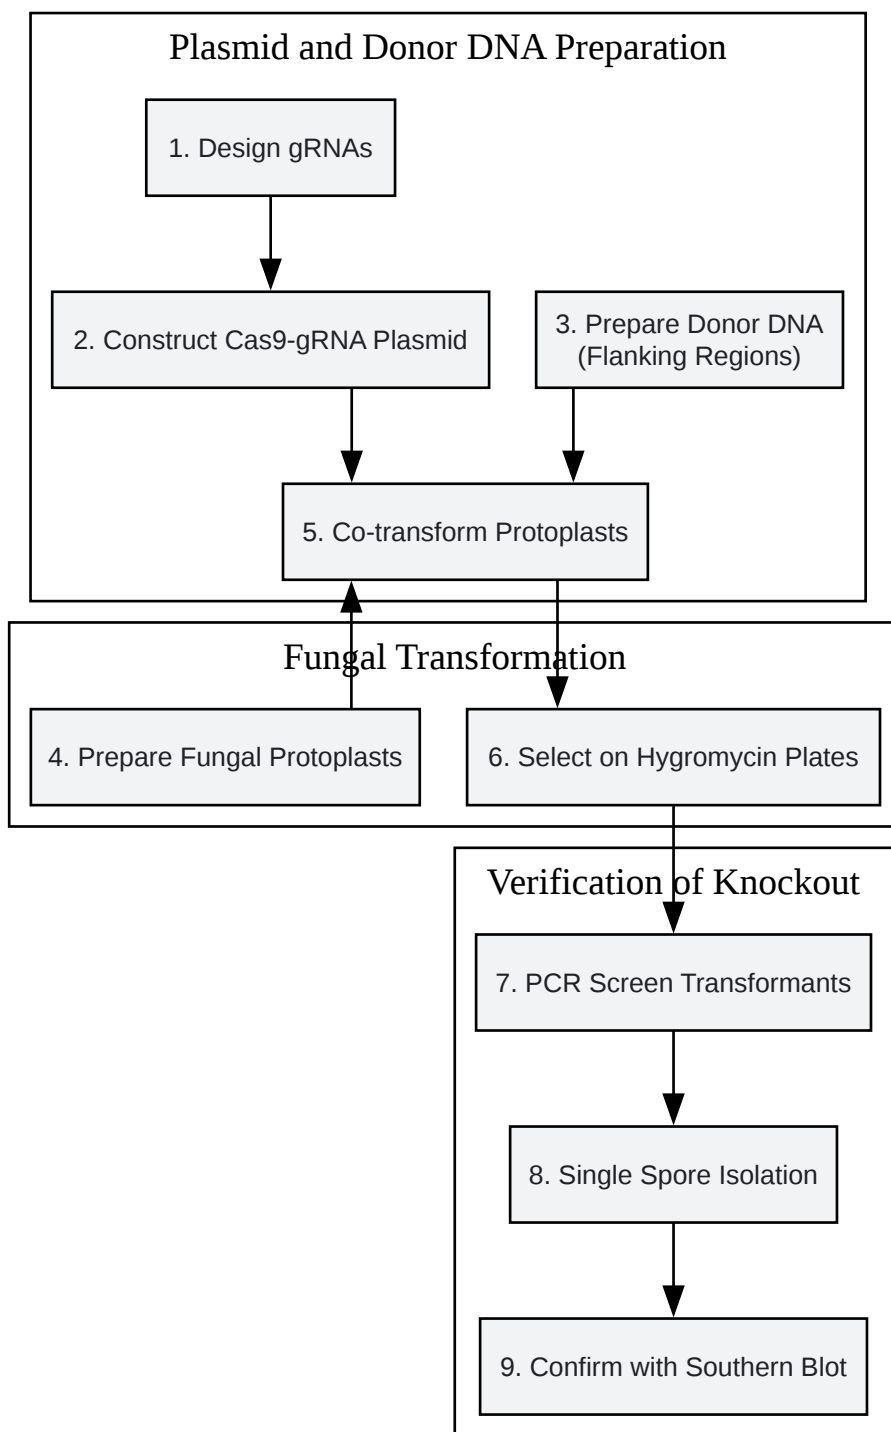 Plasmid and Donor DNA Preparation
1. Design gRNAs
2. Construct Cas9-gRNA Plasmid
3. Prepare Donor DNA
(Flanking Regions)
5. Co-transform Protoplasts
Fungal Transformation
4. Prepare Fungal Protoplasts
6. Select on Hygromycin Plates
Verification of Knockout
7. PCR Screen Transformants
8. Single Spore Isolation
9. Confirm with Southern Blot